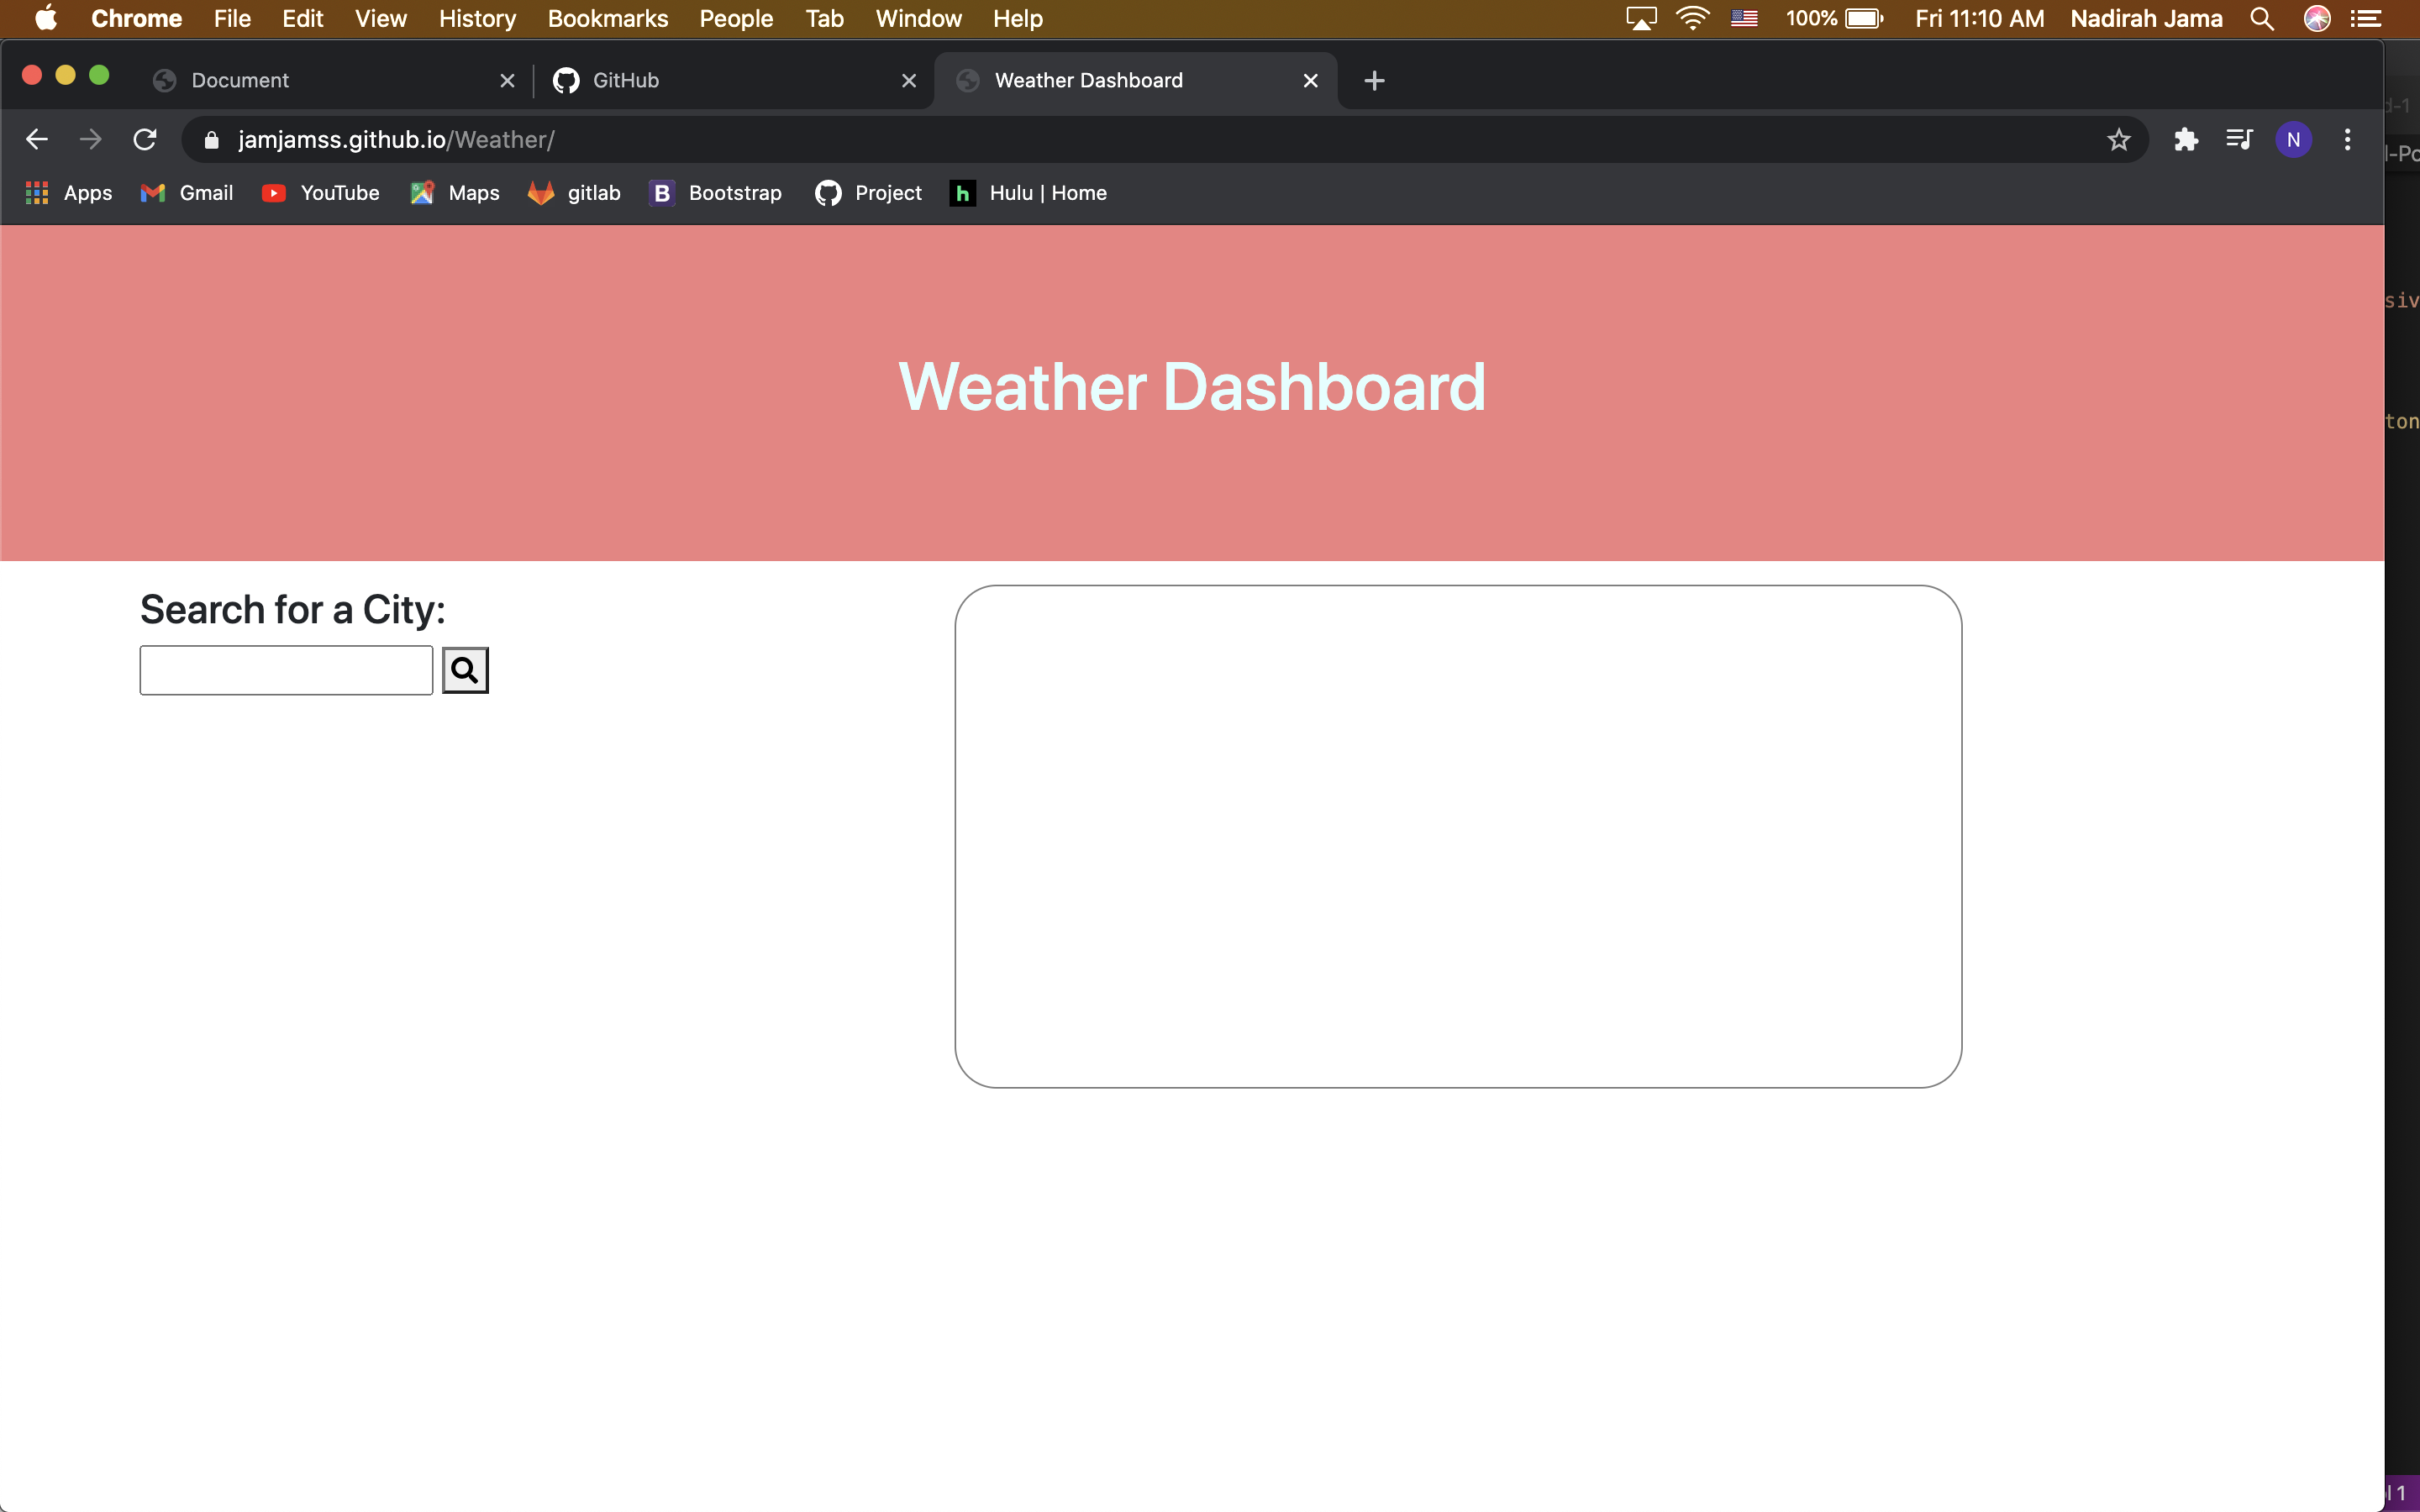 Chrome File Edit View History Bookmarks People Tab Window Help 100% Fri 11:10 AM Nadirah Jama
Document GitHub Weather Dashboard
d-1
jamjamss.github.io/Weather/ N
l-Po
Apps Gmail YouTube Maps gitlab B Bootstrap Project h Hulu | Home
siv
Weather Dashboard
ton
Search for a City:
l 1